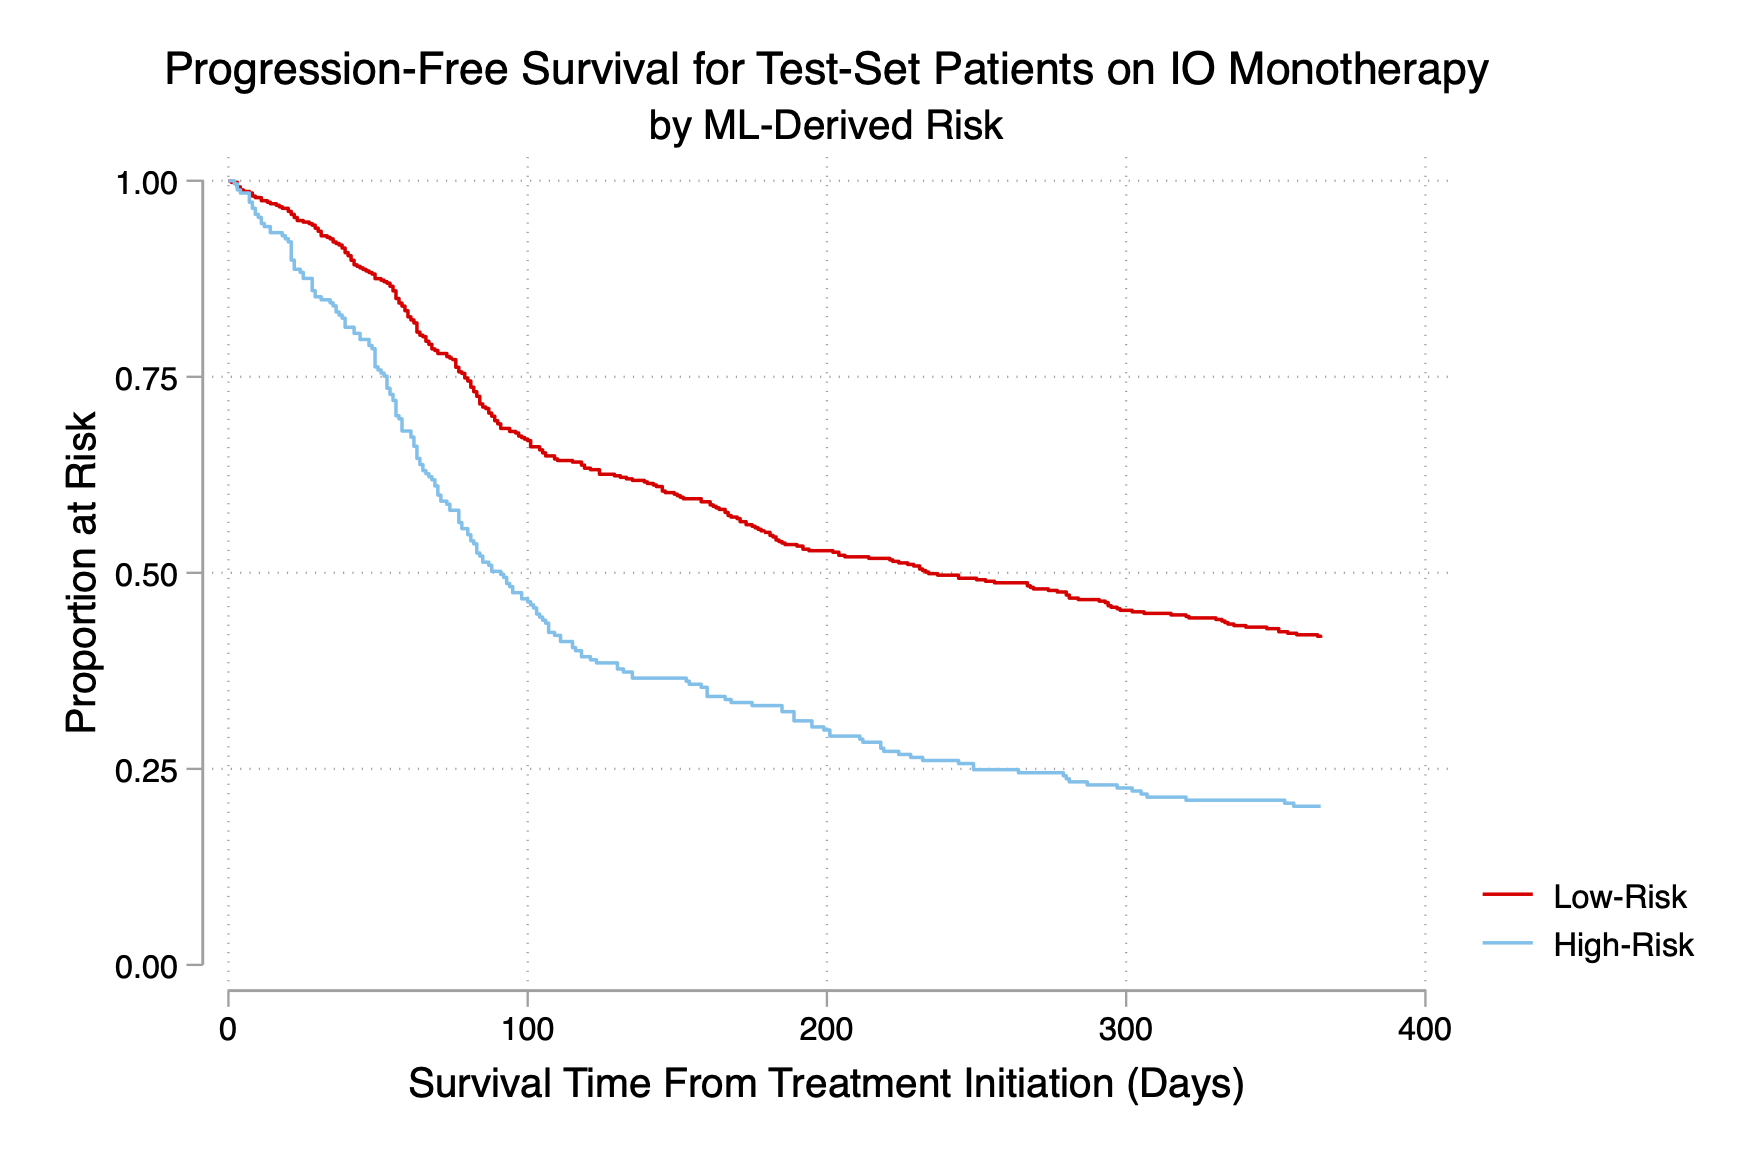 Progression-Free Survival for Test-Set Patients on IO Monotherapy
by ML-Derived Risk
Proportion at Risk
1.00
0.75
0.50
0.25
0.00
0 100 200 300 400
Survival Time From Treatment Initiation (Days)
Low-Risk
High-Risk